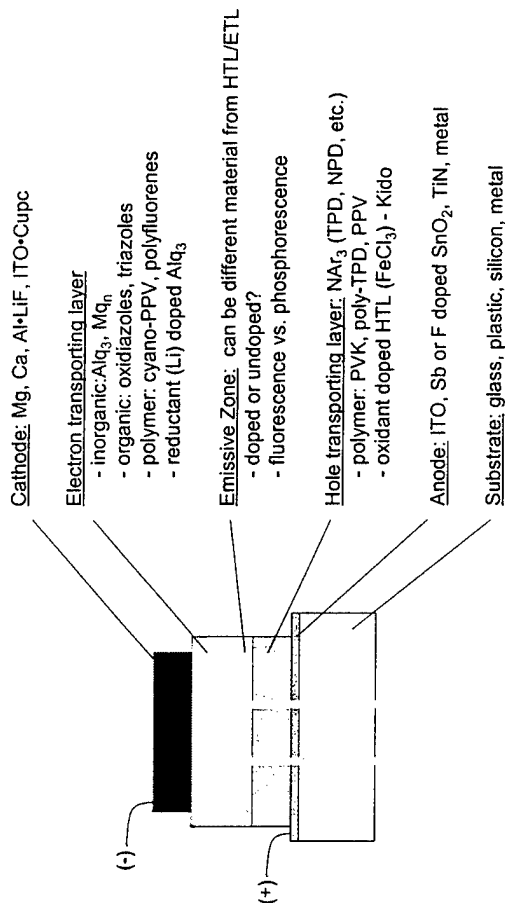 (-)
(+)
Cathode: Mg, Ca, Al•LiF, ITO•Cupc
Electron transporting layer
- inorganic:Alq3, Mqn
- organic: oxidiazoles, triazoles
- polymer: cyano-PPV, polyfluorenes
- reductant (Li) doped Alq3
Emissive Zone: can be different material from HTL/ETL
- doped or undoped?
- fluorescence vs. phosphorescence
Hole transporting layer: NAr3 (TPD, NPD, etc.)
- polymer: PVK, poly-TPD, PPV
- oxidant doped HTL (FeCl3) - Kido
Anode: ITO, Sb or F doped SnO2, TiN, metal
Substrate: glass, plastic, silicon, metal